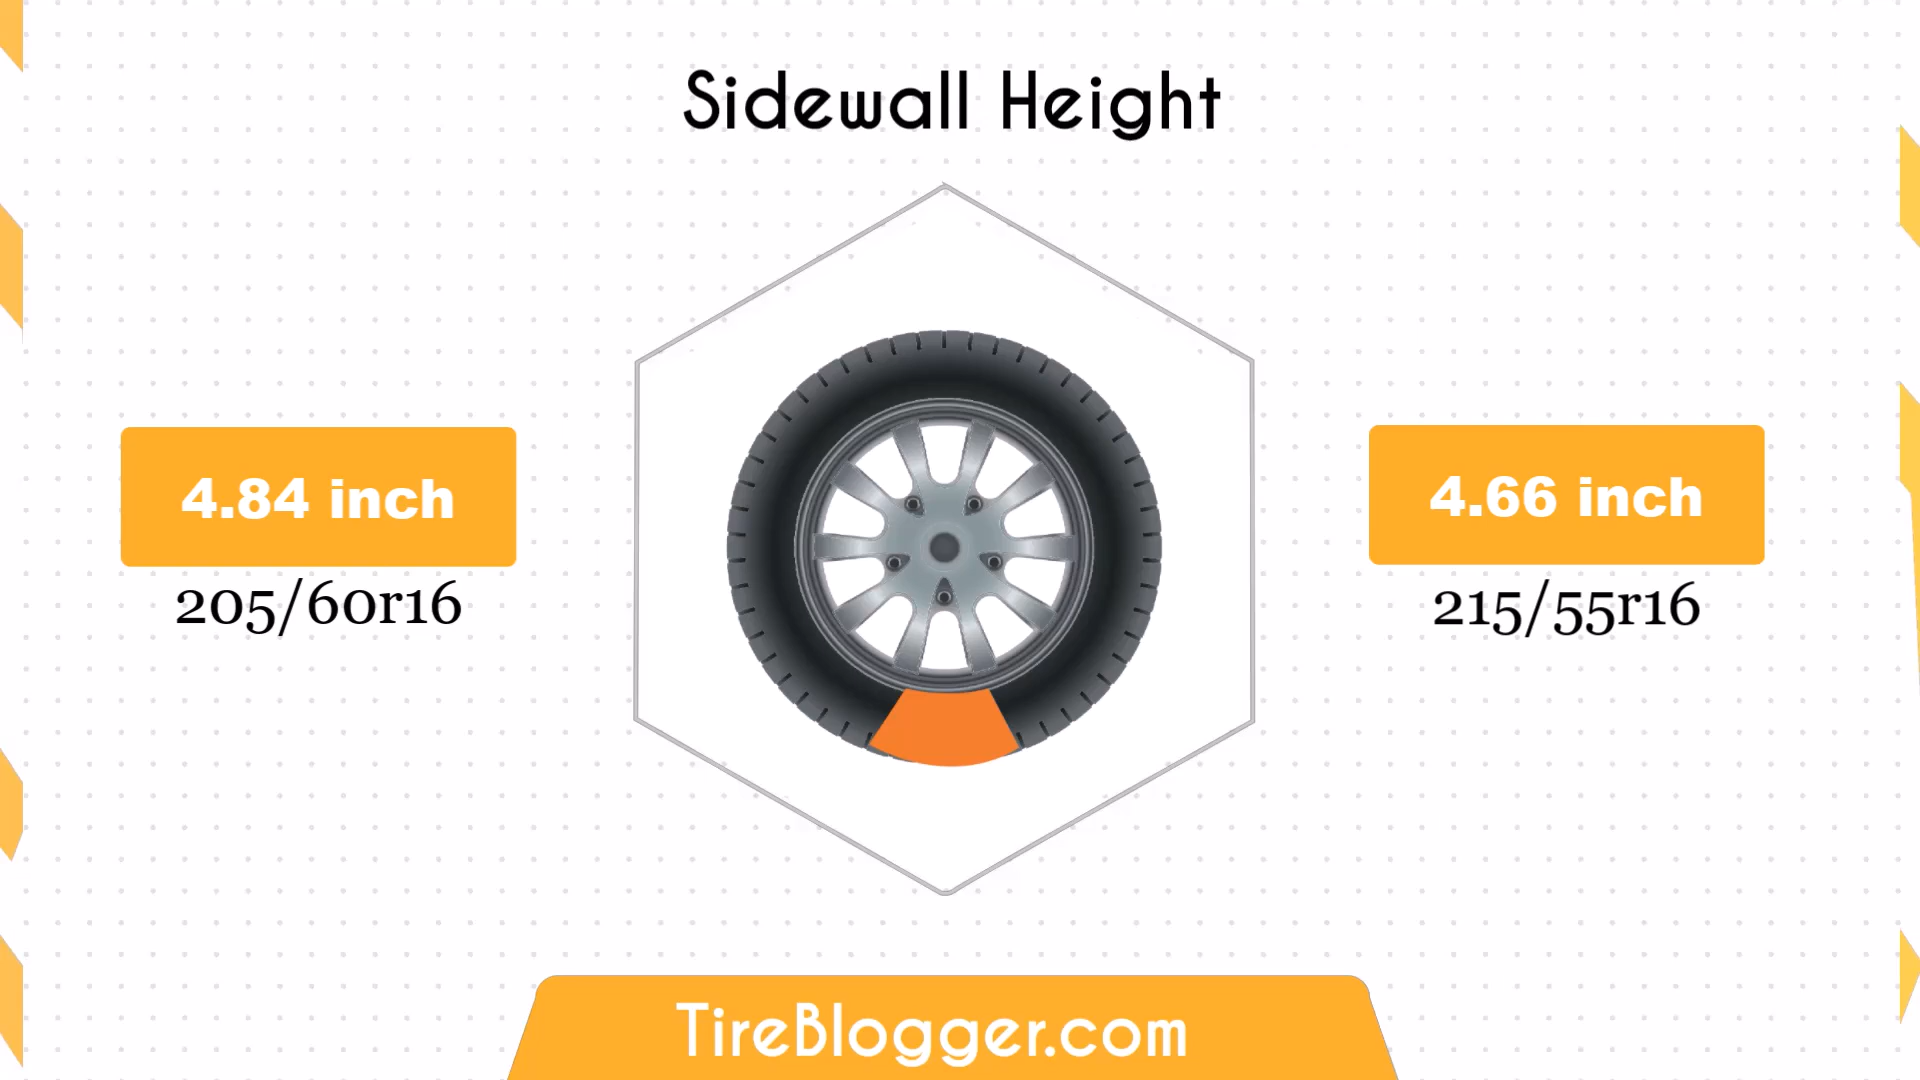 Sidewall Height
4.84 inch
205/60r16
4.66 inch
215/55r16
TireBlogger.com